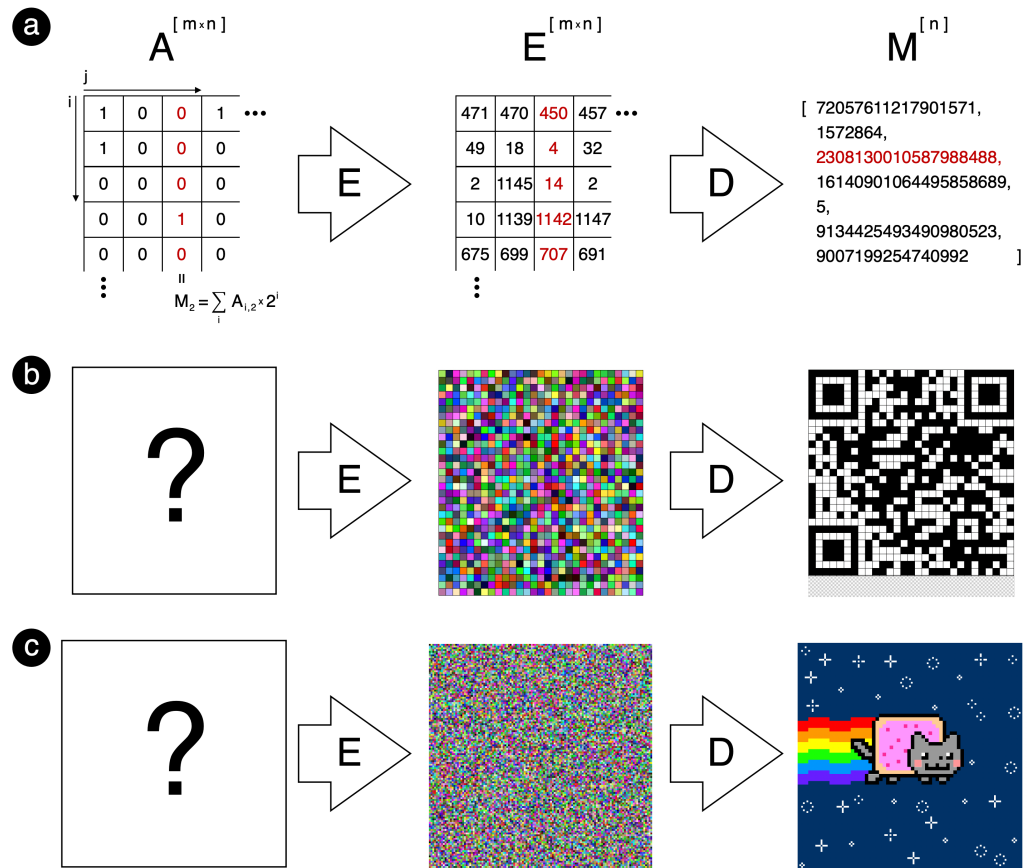 a
A [ m × n ]
E [ m × n ]
M [ n ]
j
i
1 0 0 1 •••
1 0 0 0
0 0 0 0
0 0 1 0
0 0 0 0
⋮
=
M₂ = ∑ᵢ Aᵢ,₂ × 2ⁱ
E
471 470 450 457 •••
49 18 4 32
2 1145 14 2
10 1139 1142 1147
675 699 707 691
⋮
D
[ 72057611217901571,
1572864,
2308130010587988488,
16140901064495858689,
5,
9134425493490980523,
9007199254740992 ]
b
?
E
D
c
?
E
D